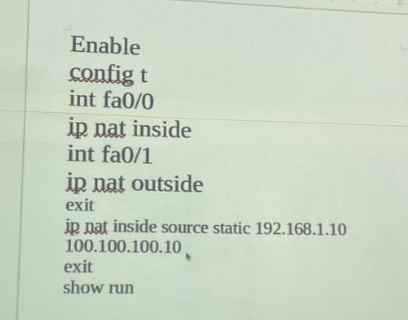 Enable
config t
int fa0/0
ip nat inside
int fa0/1
ip nat outside
exit
ip nat inside source static 192.168.1.10
100.100.100.10
exit
show run